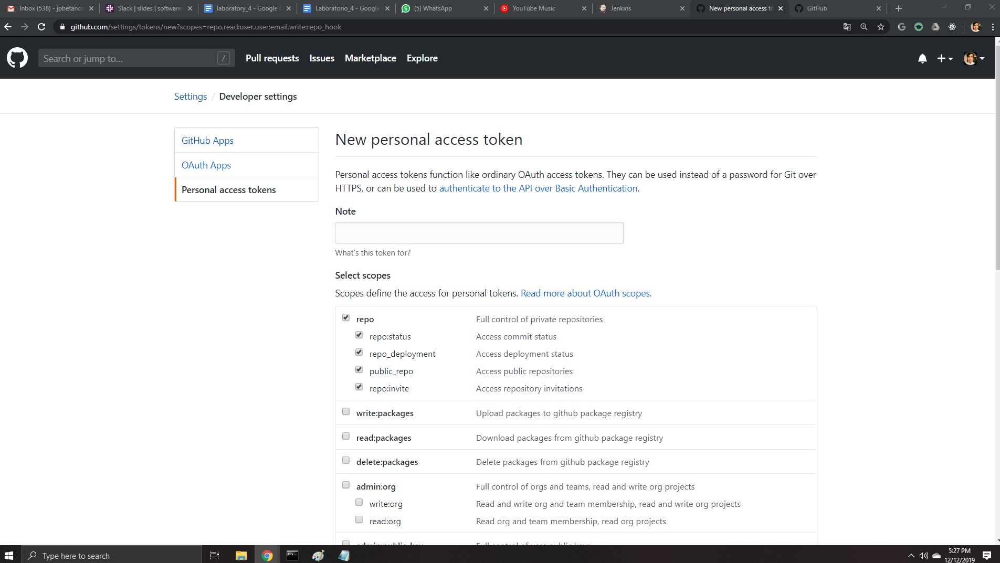 Inbox (538) - jpbetanco
Slack | slides | software
laboratory_4 - Google D
Laboratorio_4 - Google
(5) WhatsApp
YouTube Music
Jenkins
New personal access to
GitHub
github.com/settings/tokens/new?scopes=repo,read:user,user:email,write:repo_hook
Search or jump to...
/
Pull requests
Issues
Marketplace
Explore
Settings / Developer settings
GitHub Apps
OAuth Apps
Personal access tokens
New personal access token
Personal access tokens function like ordinary OAuth access tokens. They can be used instead of a password for Git over
HTTPS, or can be used to authenticate to the API over Basic Authentication.
Note
What's this token for?
Select scopes
Scopes define the access for personal tokens. Read more about OAuth scopes.
repo Full control of private repositories
repo:status Access commit status
repo_deployment Access deployment status
public_repo Access public repositories
repo:invite Access repository invitations
write:packages Upload packages to github package registry
read:packages Download packages from github package registry
delete:packages Delete packages from github package registry
admin:org Full control of orgs and teams, read and write org projects
write:org Read and write org and team membership, read and write org projects
read:org Read org and team membership, read org projects
admin:public_key Full control of user public keys
Type here to search
5:27 PM
12/12/2019